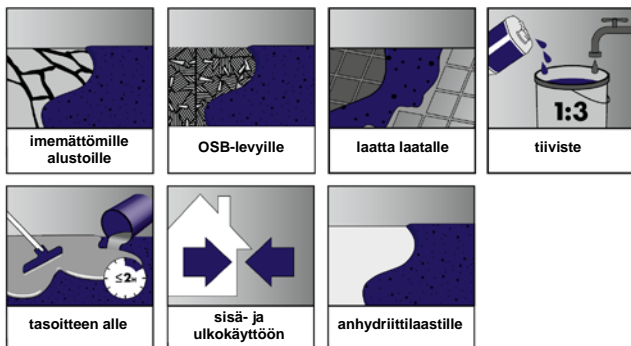 1:3
imemättömille
alustoille
OSB-levyille
laatta laatalle
tiiviste
≤2H
tasoitteen alle
sisä- ja
ulkokäyttöön
anhydriittilaastille